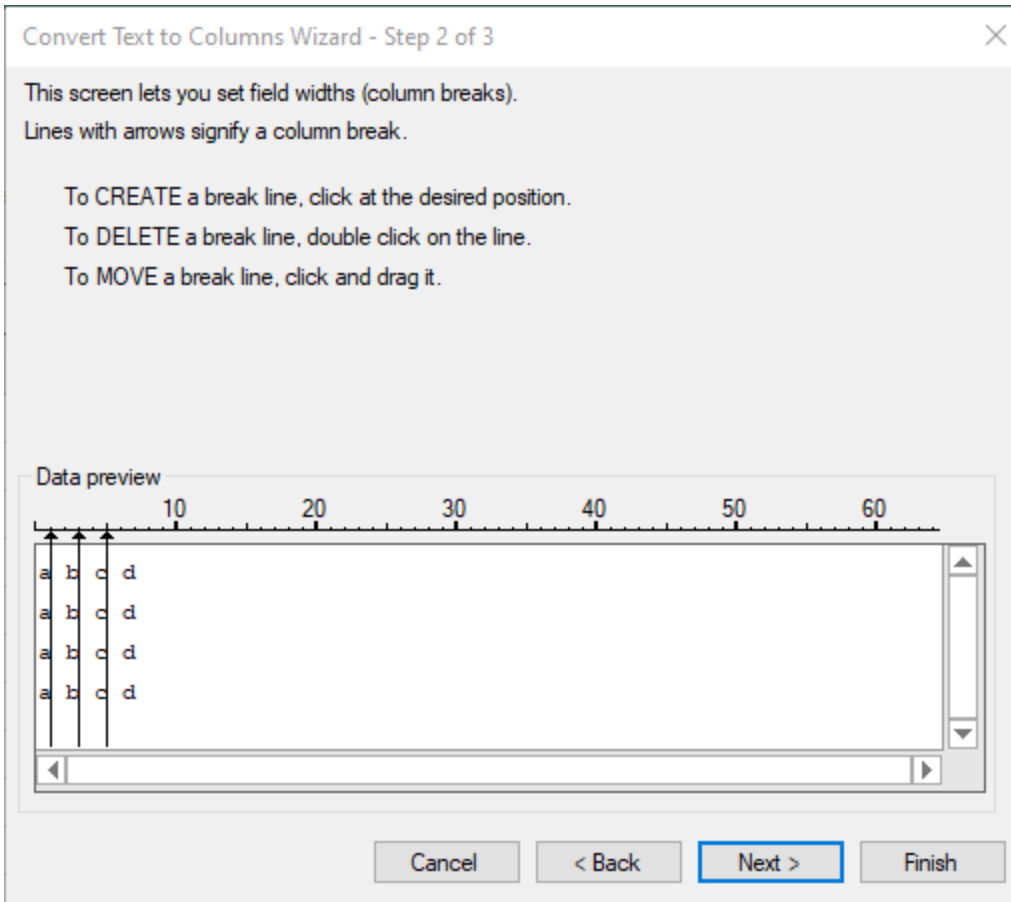 Convert Text to Columns Wizard - Step 2 of 3
This screen lets you set field widths (column breaks).
Lines with arrows signify a column break.
To CREATE a break line, click at the desired position.
To DELETE a break line, double click on the line.
To MOVE a break line, click and drag it.
Data preview
10 20 30 40 50 60
a b c d
a b c d
a b c d
a b c d
Cancel < Back Next > Finish